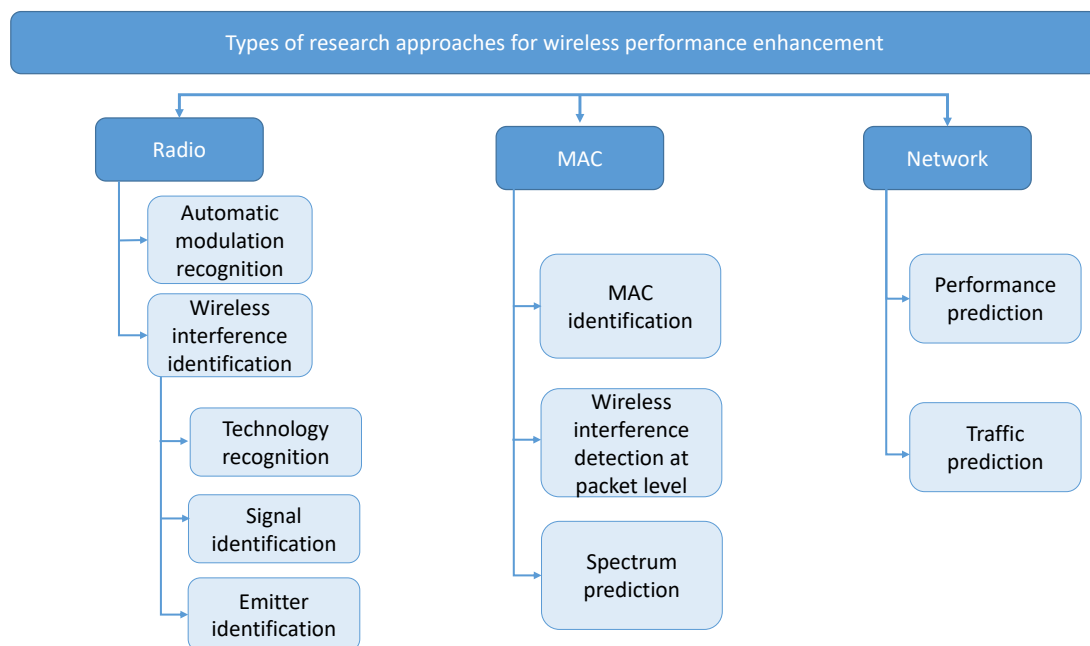 Types of research approaches for wireless performance enhancement
Radio
Automatic
modulation
recognition
Wireless
interference
identification
Technology
recognition
Signal
identification
Emitter
identification
MAC
MAC
identification
Wireless
interference
detection at
packet level
Spectrum
prediction
Network
Performance
prediction
Traffic
prediction